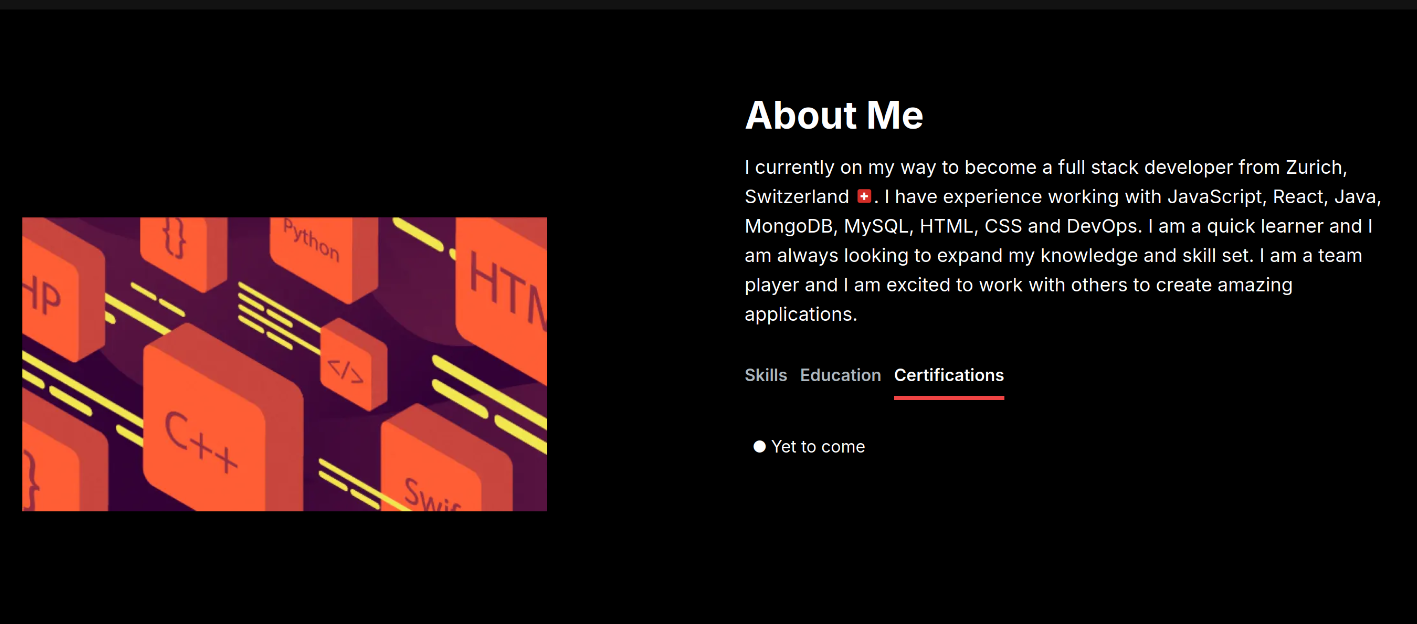 About Me
I currently on my way to become a full stack developer from Zurich,
Switzerland 🇨🇭. I have experience working with JavaScript, React, Java,
MongoDB, MySQL, HTML, CSS and DevOps. I am a quick learner and I
am always looking to expand my knowledge and skill set. I am a team
player and I am excited to work with others to create amazing
applications.
Skills Education Certifications
● Yet to come
{}
Python
HP
HTM
</>
C++
}
Swif